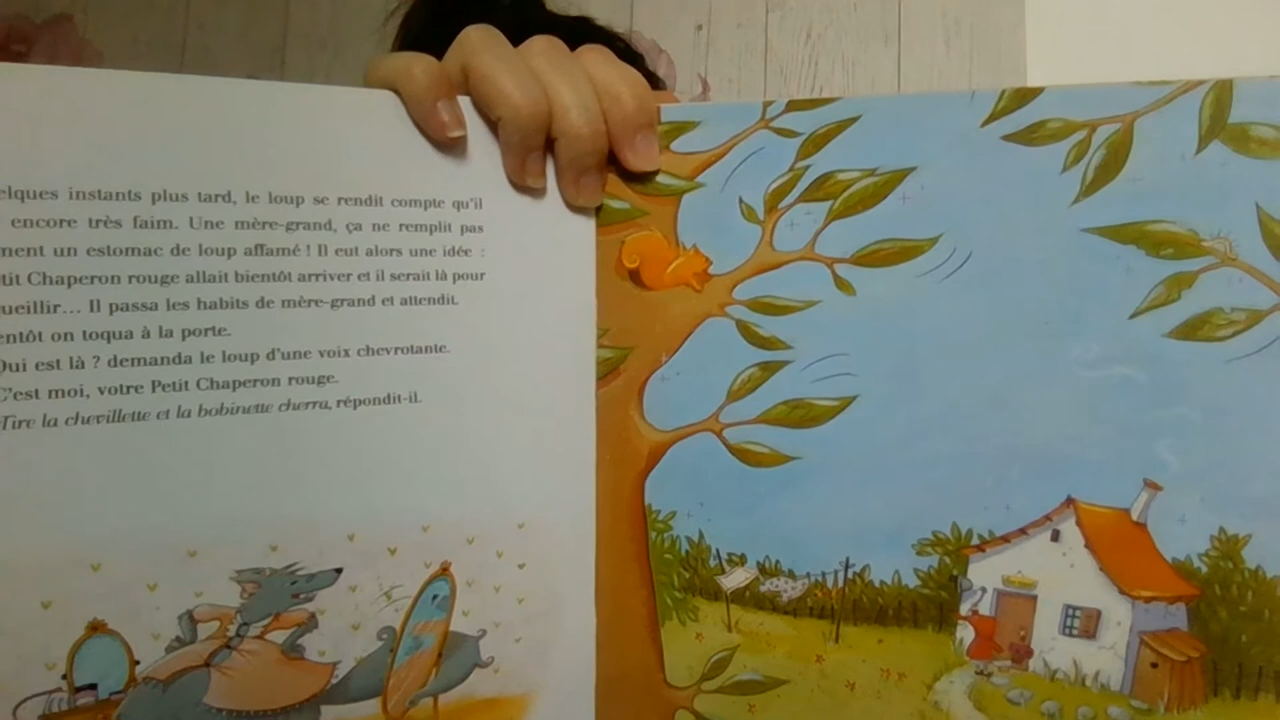 elques instants plus tard, le loup se rendit compte qu'il
encore très faim. Une mère-grand, ça ne remplit pas
ment un estomac de loup affamé ! Il eut alors une idée :
tit Chaperon rouge allait bientôt arriver et il serait là pour
ueillir... Il passa les habits de mère-grand et attendit.
entôt on toqua à la porte.
Qui est là ? demanda le loup d'une voix chevrotante.
C'est moi, votre Petit Chaperon rouge.
Tire la chevillette et la bobinette cherra, répondit-il.